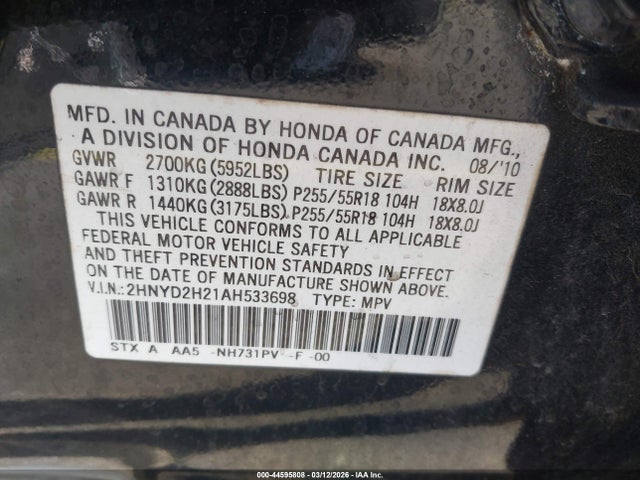 MFD. IN CANADA BY HONDA OF CANADA MFG.,
A DIVISION OF HONDA CANADA INC. 08/'10
GVWR 2700KG(5952LBS) TIRE SIZE RIM SIZE
GAWR F 1310KG(2888LBS)P255/55R18 104H 18X8.0J
GAWR R 1440KG(3175LBS)P255/55R18 104H 18X8.0J
THIS VEHICLE CONFORMS TO ALL APPLICABLE
FEDERAL MOTOR VEHICLE SAFETY
AND THEFT PREVENTION STANDARDS IN EFFECT
ON THE DATE OF MANUFACTURE SHOWN ABOVE.
V.I.N.:2HNYD2H21AH533698 TYPE: MPV
STX A AA5 -NH731PV -F -00
000-44595808 - 03/12/2026 - IAA Inc.